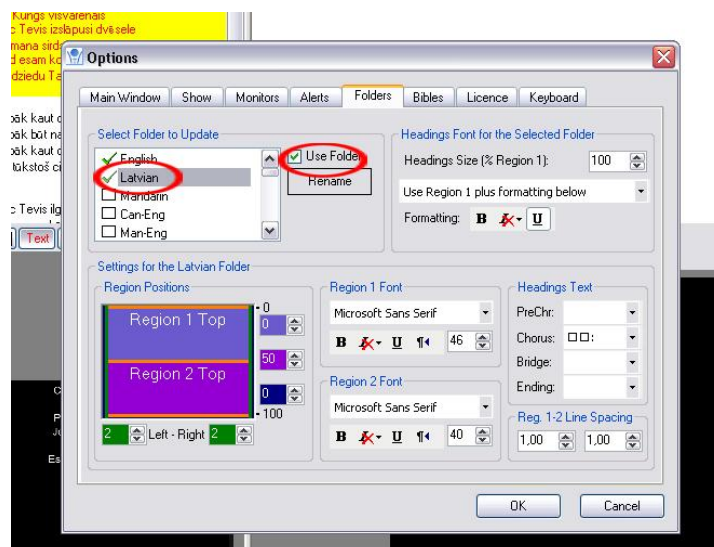 Kungs visvarenais
c Tevis izslāpusi dvēsele
mana sirds
d esam
dziedu
Options
Main Window Show Monitors Alerts Folders Bibles Licence Keyboard
pāk kaut
pāk būt
pāk kaut
tūkstoš
c Tevis
Text
Select Folder to Update
English
Latvian
Mandarin
Can-Eng
Man-Eng
Use Folder
Rename
Headings Font for the Selected Folder
Headings Size (% Region 1): 100
Use Region 1 plus formatting below
Formatting: B A U
Settings for the Latvian Folder
Region Positions
Region 1 Top
Region 2 Top
- 0
0
50
0
- 100
2 Left - Right 2
Region 1 Font
Microsoft Sans Serif
B A U ¶ 46
Region 2 Font
Microsoft Sans Serif
B A U ¶ 40
Headings Text
PreChr:
Chorus: □□:
Bridge:
Ending:
Reg. 1-2 Line Spacing
1,00 1,00
OK Cancel